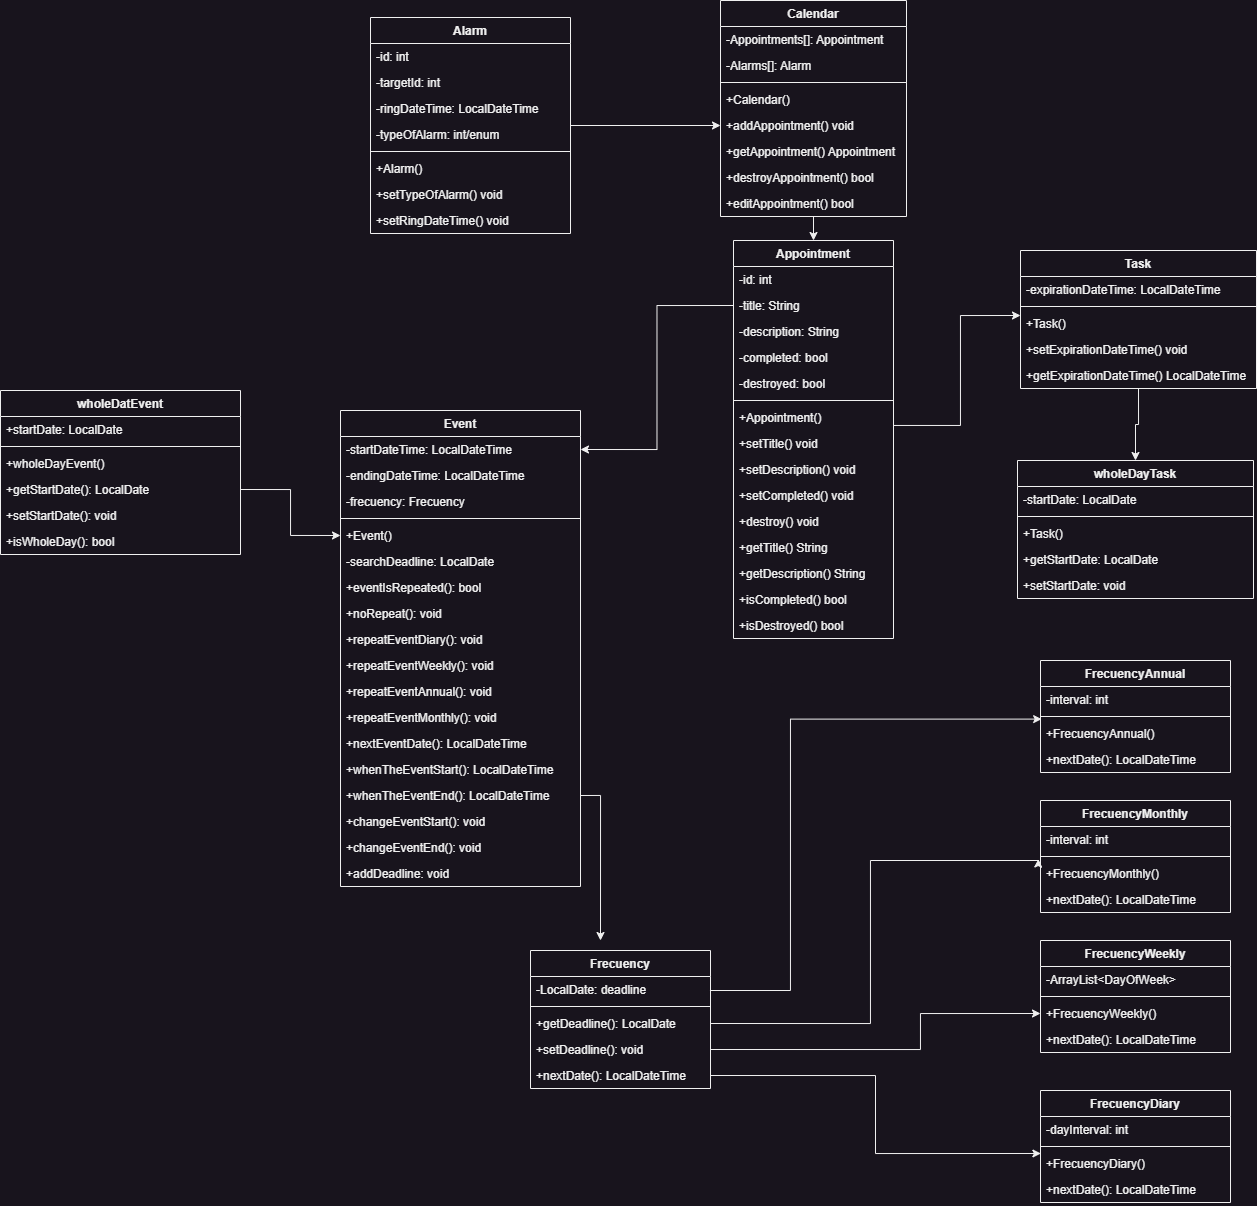 Alarm
-id: int
-targetId: int
-ringDateTime: LocalDateTime
-typeOfAlarm: int/enum
+Alarm()
+setTypeOfAlarm() void
+setRingDateTime() void
Calendar
-Appointments[]: Appointment
-Alarms[]: Alarm
+Calendar()
+addAppointment() void
+getAppointment() Appointment
+destroyAppointment() bool
+editAppointment() bool
Appointment
-id: int
-title: String
-description: String
-completed: bool
-destroyed: bool
+Appointment()
+setTitle() void
+setDescription() void
+setCompleted() void
+destroy() void
+getTitle() String
+getDescription() String
+isCompleted() bool
+isDestroyed() bool
Task
-expirationDateTime: LocalDateTime
+Task()
+setExpirationDateTime() void
+getExpirationDateTime() LocalDateTime
wholeDatEvent
+startDate: LocalDate
+wholeDayEvent()
+getStartDate(): LocalDate
+setStartDate(): void
+isWholeDay(): bool
Event
-startDateTime: LocalDateTime
-endingDateTime: LocalDateTime
-frecuency: Frecuency
+Event()
-searchDeadline: LocalDate
+eventIsRepeated(): bool
+noRepeat(): void
+repeatEventDiary(): void
+repeatEventWeekly(): void
+repeatEventAnnual(): void
+repeatEventMonthly(): void
+nextEventDate(): LocalDateTime
+whenTheEventStart(): LocalDateTime
+whenTheEventEnd(): LocalDateTime
+changeEventStart(): void
+changeEventEnd(): void
+addDeadline: void
wholeDayTask
-startDate: LocalDate
+Task()
+getStartDate: LocalDate
+setStartDate: void
FrecuencyAnnual
-interval: int
+FrecuencyAnnual()
+nextDate(): LocalDateTime
FrecuencyMonthly
-interval: int
+FrecuencyMonthly()
+nextDate(): LocalDateTime
Frecuency
-LocalDate: deadline
+getDeadline(): LocalDate
+setDeadline(): void
+nextDate(): LocalDateTime
FrecuencyWeekly
-ArrayList<DayOfWeek>
+FrecuencyWeekly()
+nextDate(): LocalDateTime
FrecuencyDiary
-dayInterval: int
+FrecuencyDiary()
+nextDate(): LocalDateTime